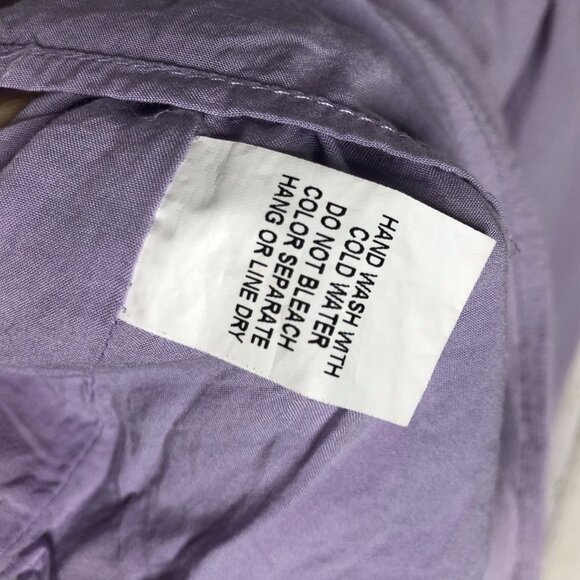 HAND WASH WITH
COLD WATER
DO NOT BLEACH
COLOR SEPARATE
HANG OR LINE DRY